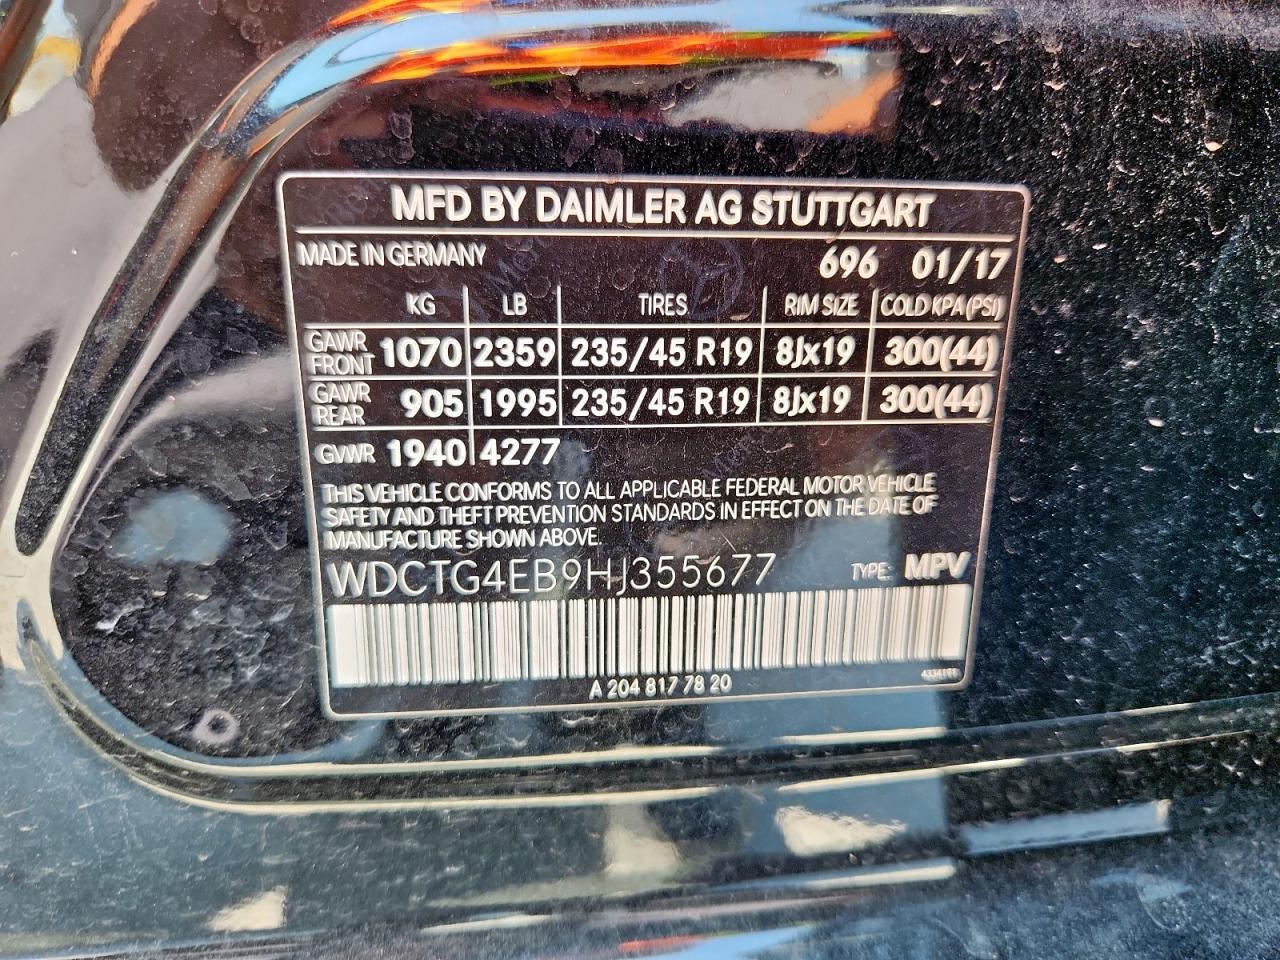 MFD BY DAIMLER AG STUTTGART
MADE IN GERMANY 696 01/17
KG LB TIRES RIM SIZE COLD KPA (PSI)
GAWR FRONT 1070 2359 235/45 R19 8Jx19 300(44)
GAWR REAR 905 1995 235/45 R19 8Jx19 300(44)
GVWR 1940 4277
THIS VEHICLE CONFORMS TO ALL APPLICABLE FEDERAL MOTOR VEHICLE
SAFETY AND THEFT PREVENTION STANDARDS IN EFFECT ON THE DATE OF
MANUFACTURE SHOWN ABOVE.
WDCTG4EB9HJ355677 TYPE: MPV
A 204 817 78 20